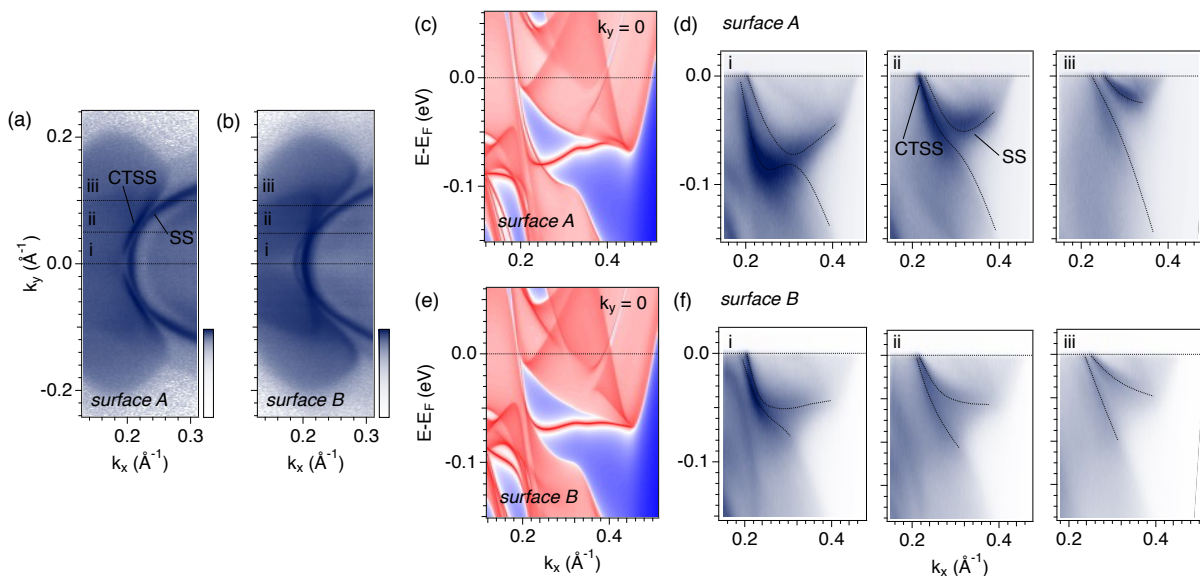 (a)
(b)
k_y (Å⁻¹)
0.2
0.0
-0.2
iii
ii
i
CTSS
SS
surface A
0.2
0.3
k_x (Å⁻¹)
iii
ii
i
surface B
0.2
0.3
k_x (Å⁻¹)
(c)
k_y = 0
E-E_F (eV)
0.0
-0.1
surface A
0.2
0.4
(d)
surface A
i
0.0
-0.1
0.2
0.4
ii
CTSS
SS
0.2
0.4
iii
0.2
0.4
(e)
k_y = 0
E-E_F (eV)
0.0
-0.1
surface B
0.2
0.4
k_x (Å⁻¹)
(f)
surface B
i
0.0
-0.1
0.2
0.4
ii
0.2
0.4
k_x (Å⁻¹)
iii
0.2
0.4